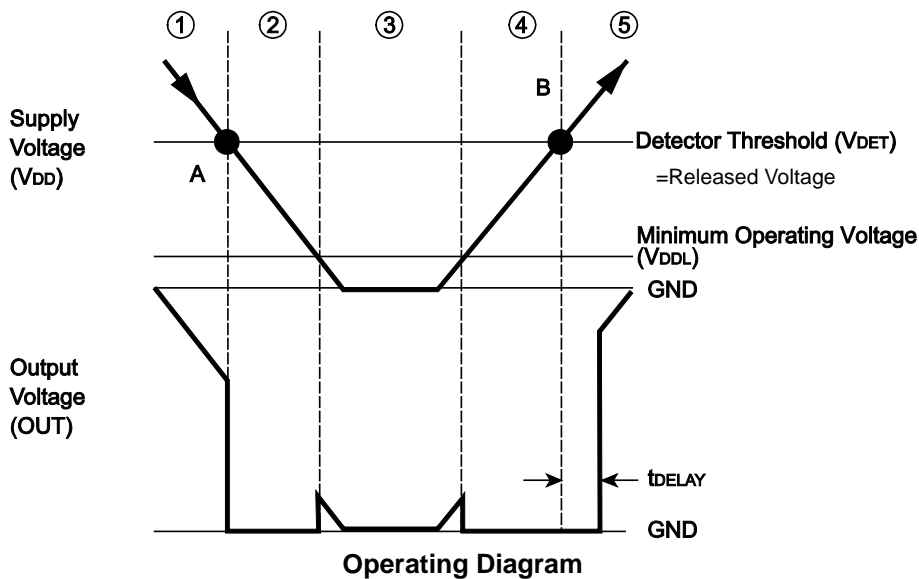 ① ② ③ ④ ⑤
B
Supply
Voltage
(VDD)
A
Detector Threshold (VDET)
=Released Voltage
Minimum Operating Voltage
(VDDL)
GND
Output
Voltage
(OUT)
tDELAY
GND
Operating Diagram